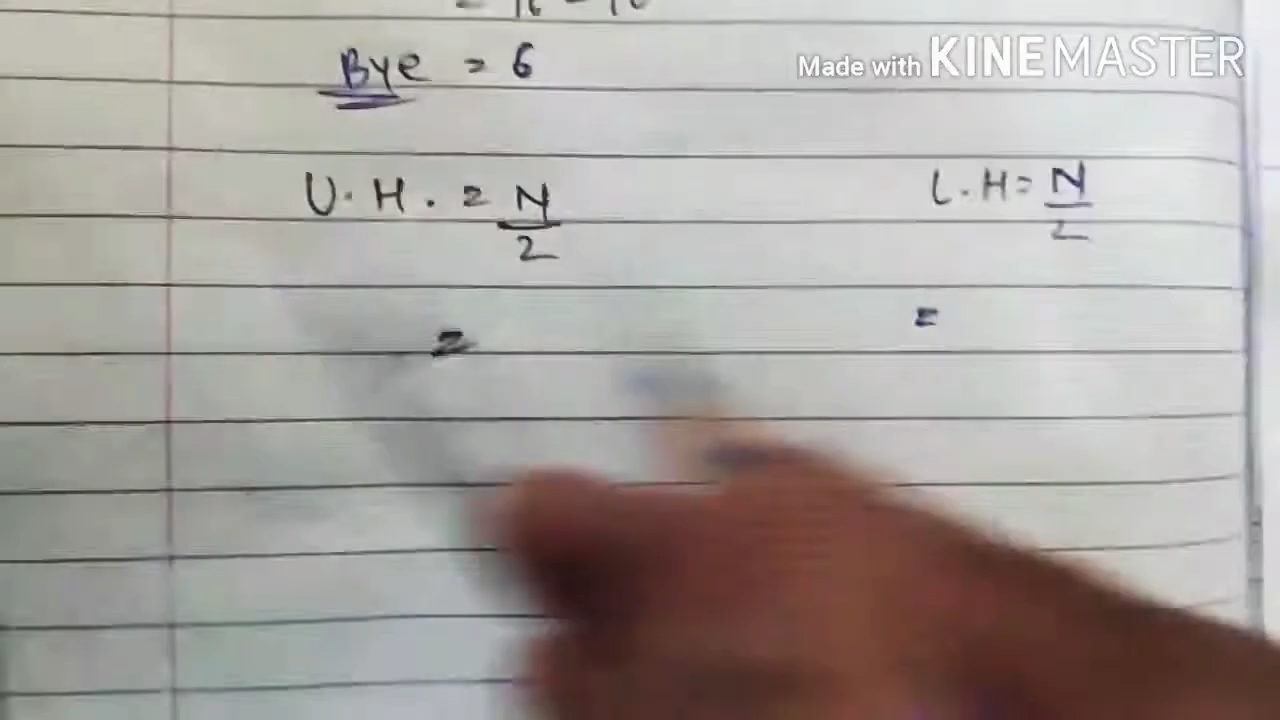 Made with KINEMASTER
Bye = 6
U.H. = N/2 L.H = N/2
= =